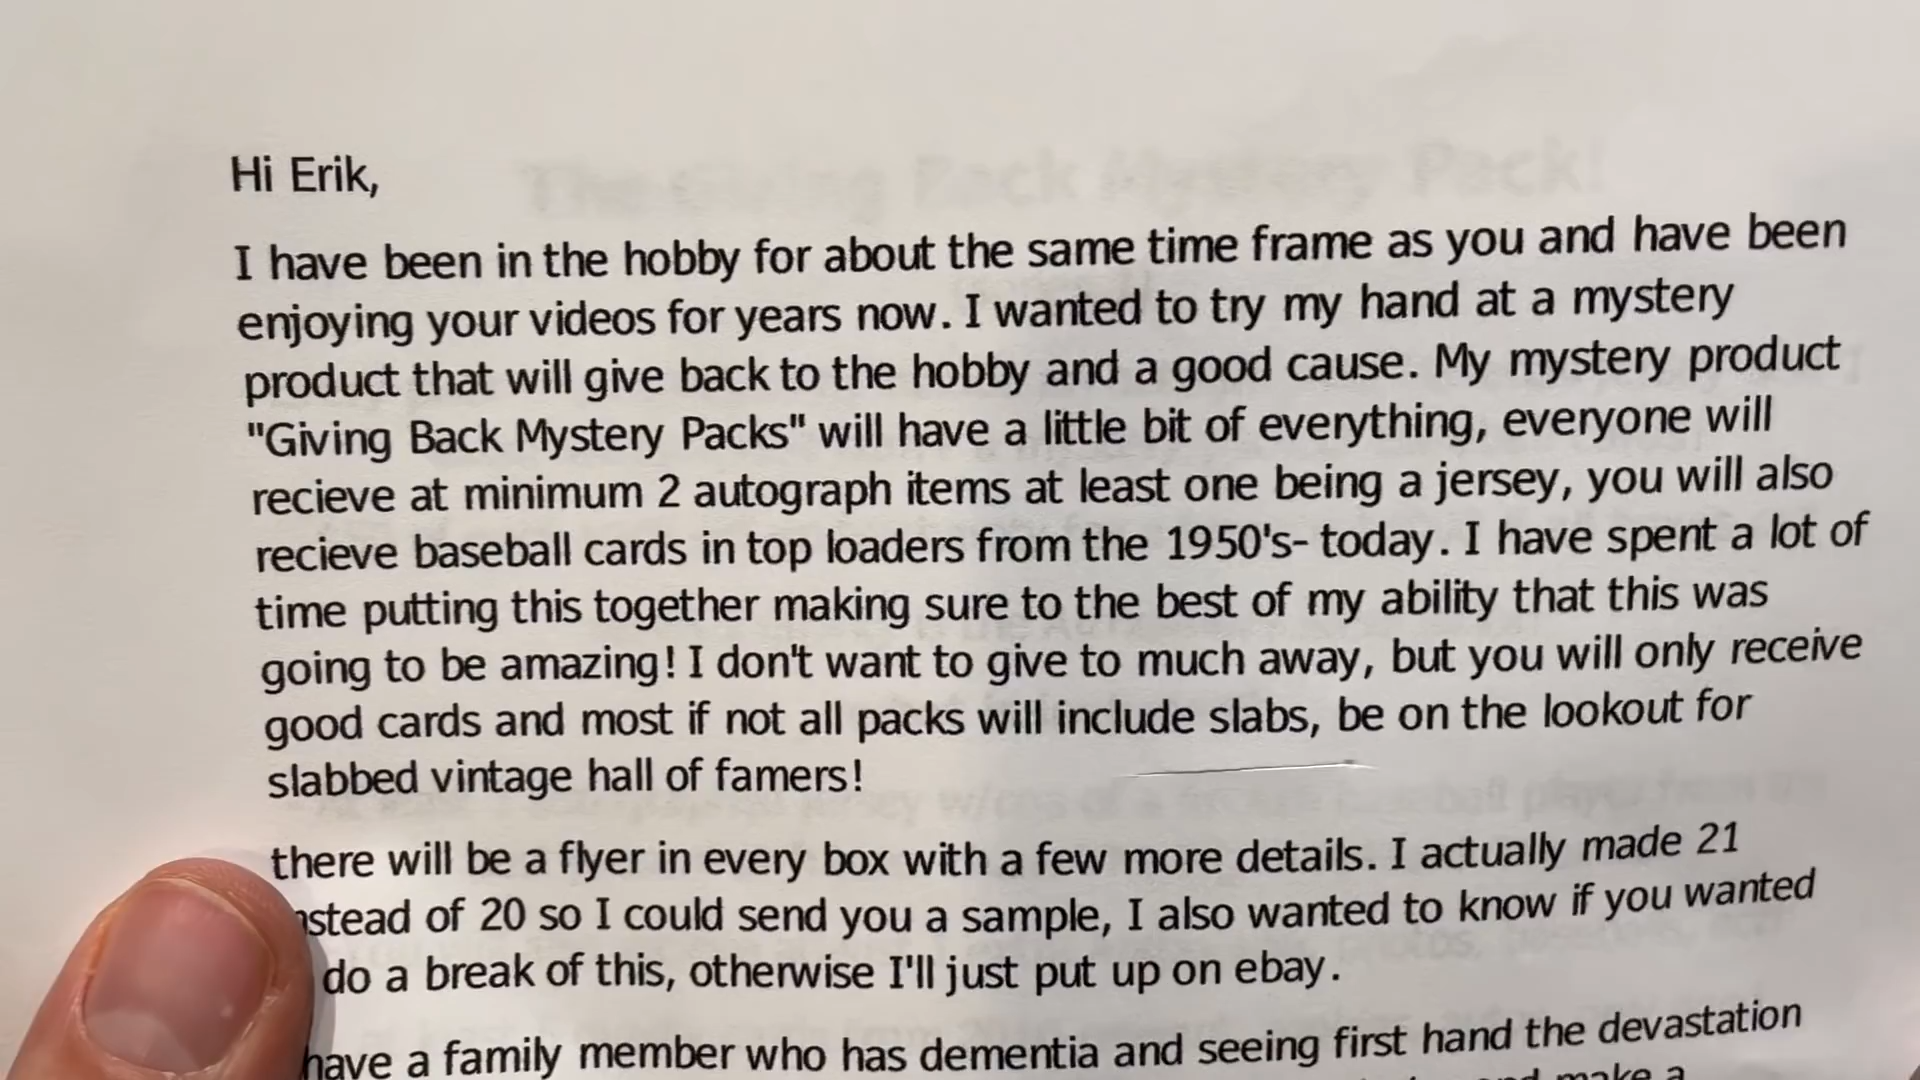 Hi Erik,
I have been in the hobby for about the same time frame as you and have been
enjoying your videos for years now. I wanted to try my hand at a mystery
product that will give back to the hobby and a good cause. My mystery product
"Giving Back Mystery Packs" will have a little bit of everything, everyone will
recieve at minimum 2 autograph items at least one being a jersey, you will also
recieve baseball cards in top loaders from the 1950's- today. I have spent a lot of
time putting this together making sure to the best of my ability that this was
going to be amazing! I don't want to give to much away, but you will only receive
good cards and most if not all packs will include slabs, be on the lookout for
slabbed vintage hall of famers!
there will be a flyer in every box with a few more details. I actually made 21
nstead of 20 so I could send you a sample, I also wanted to know if you wanted
do a break of this, otherwise I'll just put up on ebay.
have a family member who has dementia and seeing first hand the devastation
and make a